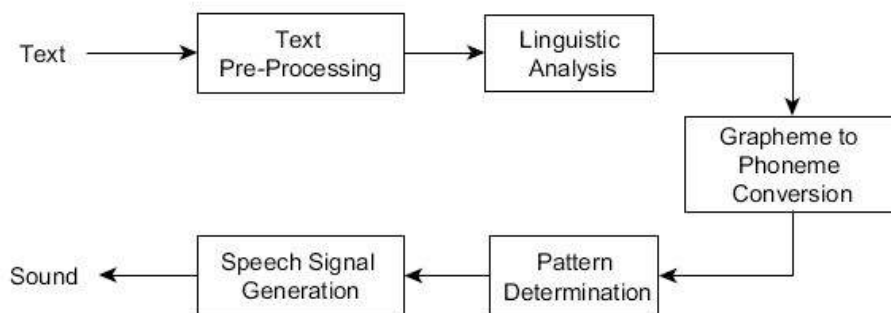 Text
Text
Pre-Processing
Linguistic
Analysis
Grapheme to
Phoneme
Conversion
Pattern
Determination
Speech Signal
Generation
Sound